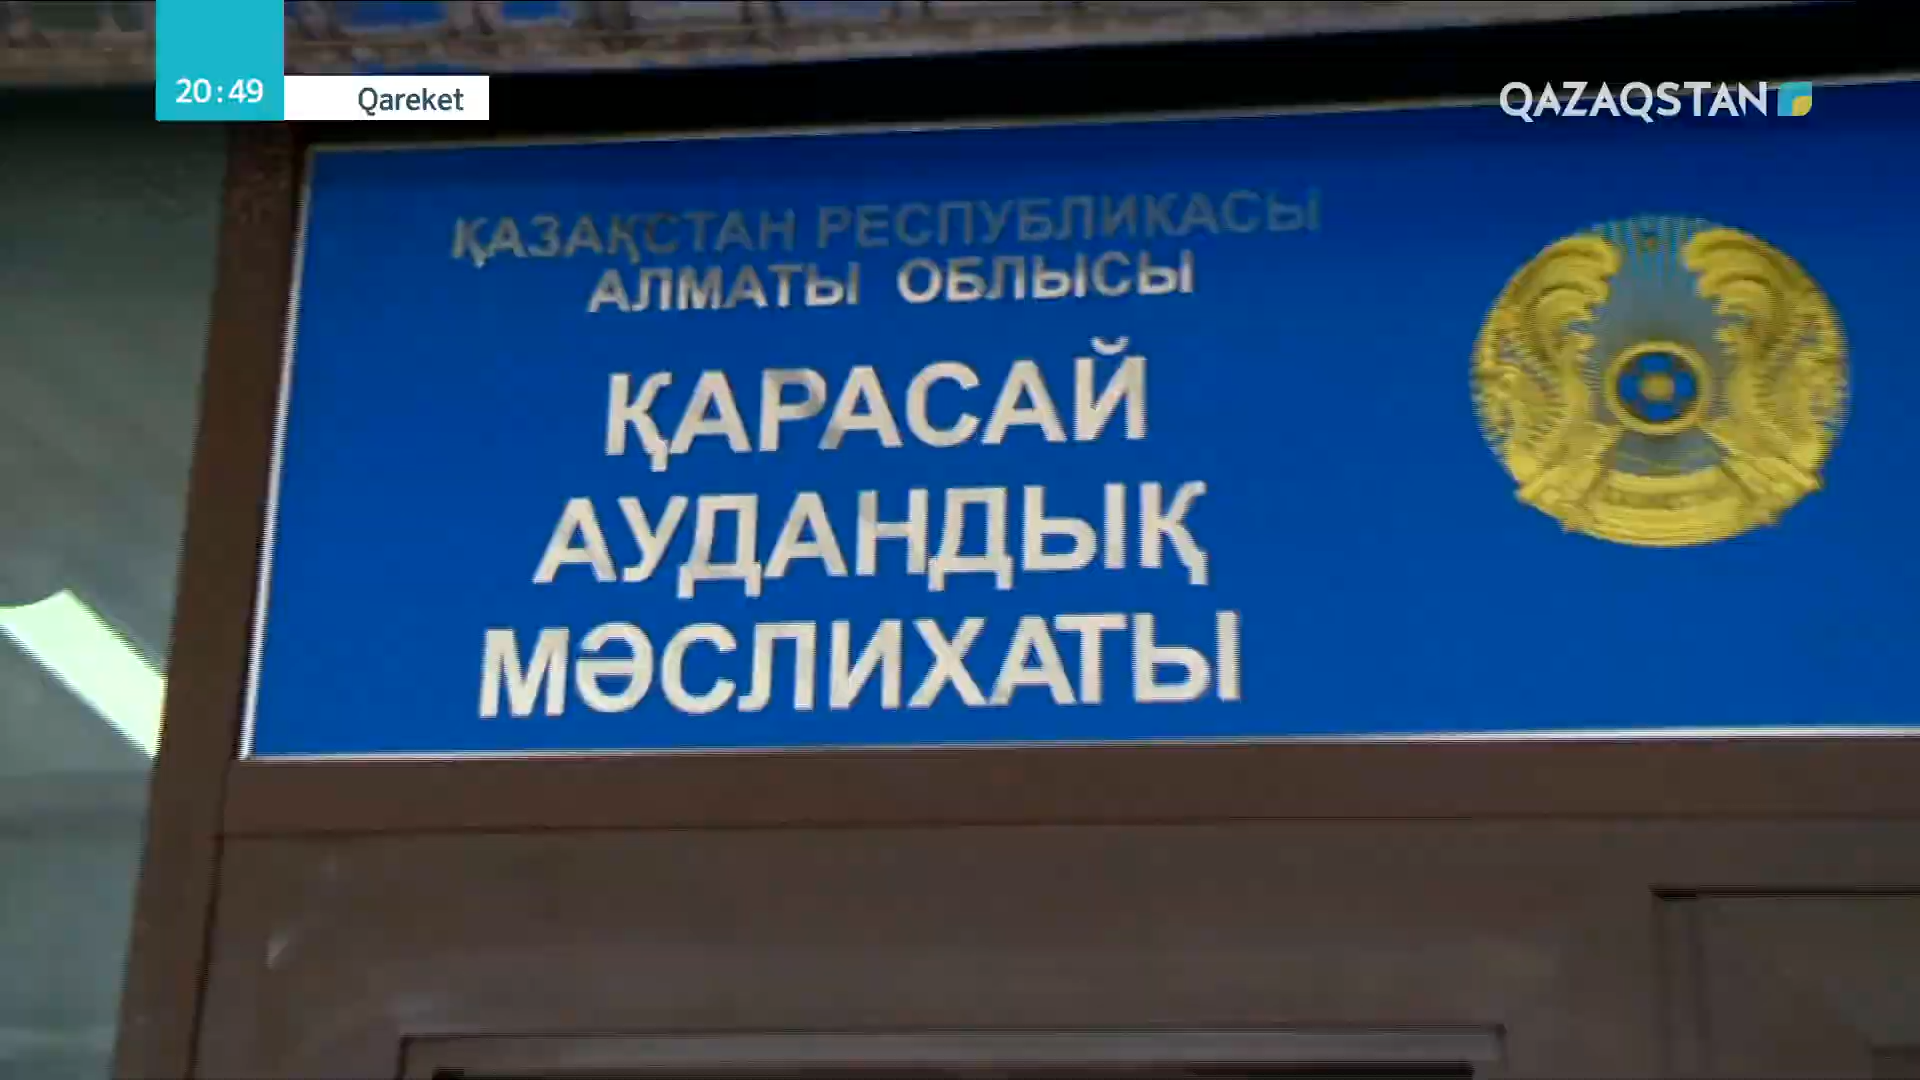 20:49
Qareket
QAZAQSTAN
ҚАЗАҚСТАН РЕСПУБЛИКАСЫ
АЛМАТЫ ОБЛЫСЫ
ҚАРАСАЙ
АУДАНДЫҚ
МӘСЛИХАТЫ